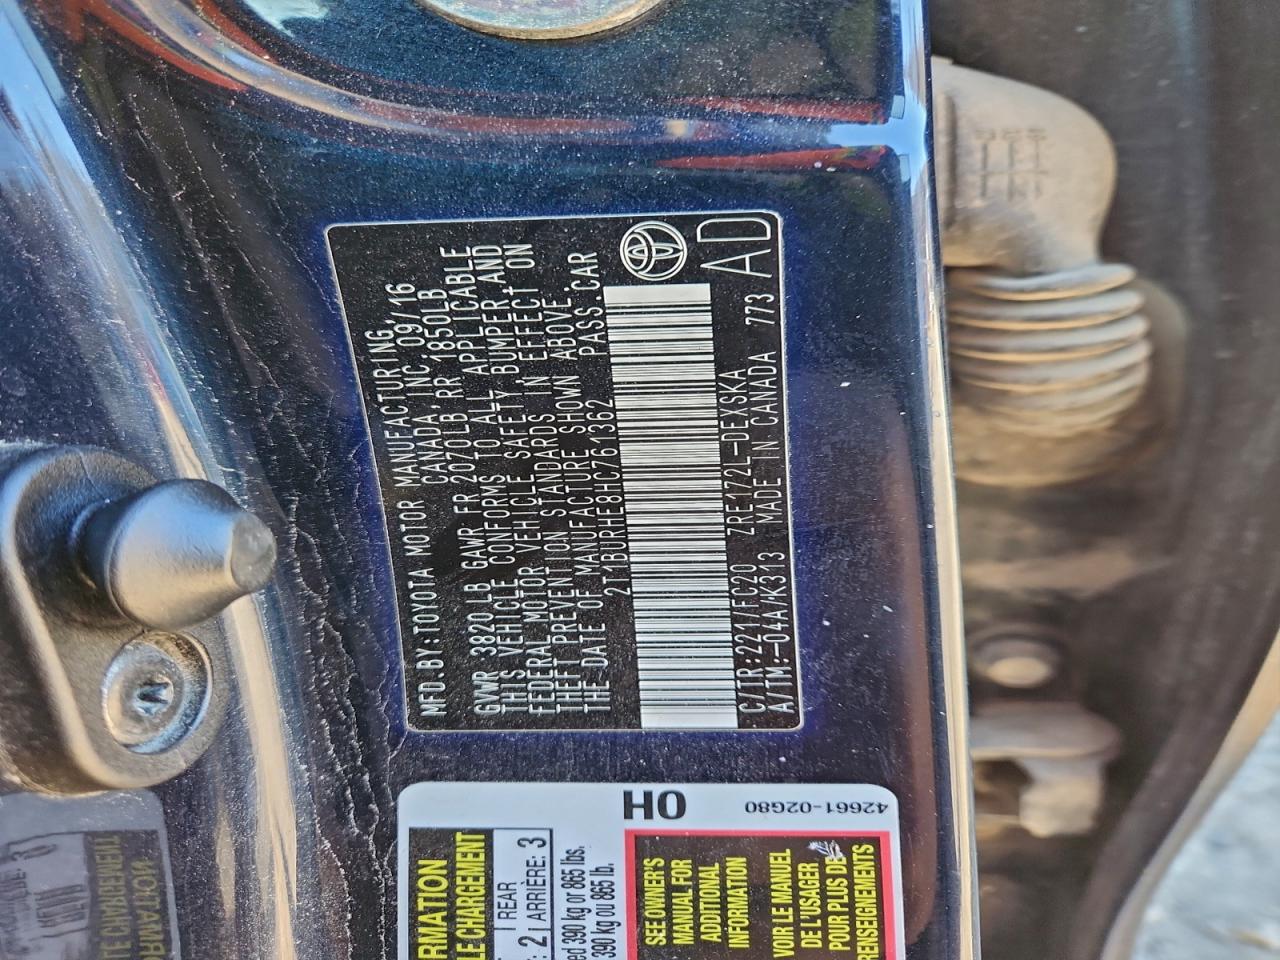 MFD.BY:TOYOTA MOTOR MANUFACTURING
CANADA, INC. 09/16
GVWR 3820LB GAWR FR 2070LB RR 1850LB
THIS VEHICLE CONFORMS TO ALL APPLICABLE
FEDERAL MOTOR VEHICLE SAFETY, BUMPER, AND
THEFT PREVENTION STANDARDS IN EFFECT ON
THE DATE OF MANUFACTURE SHOWN ABOVE.
2T1BURHE8HC761362 PASS.CAR
C/TR:221/FC20 ZRE172L-DEXSKA
A/TM:-04A/K313 MADE IN CANADA 773
AD
OH
42661-02G80
RMATION
LE CHARGEMENT
REAR
2 ARRIÈRE: 3
ed 390 kg or 865 lbs.
390 kg ou 865 lb.
SEE OWNER'S
MANUAL FOR
ADDITIONAL
INFORMATION
VOIR LE MANUEL
DE L'USAGER
POUR PLUS DE
RENSEIGNEMENTS